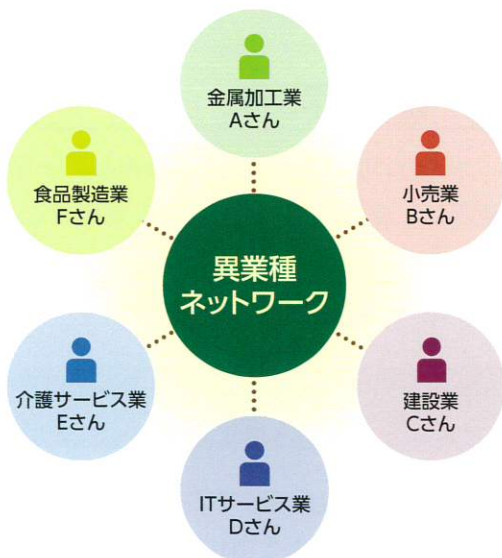 金属加工業
Aさん
食品製造業
Fさん
小売業
Bさん
異業種
ネットワーク
介護サービス業
Eさん
建設業
Cさん
ITサービス業
Dさん